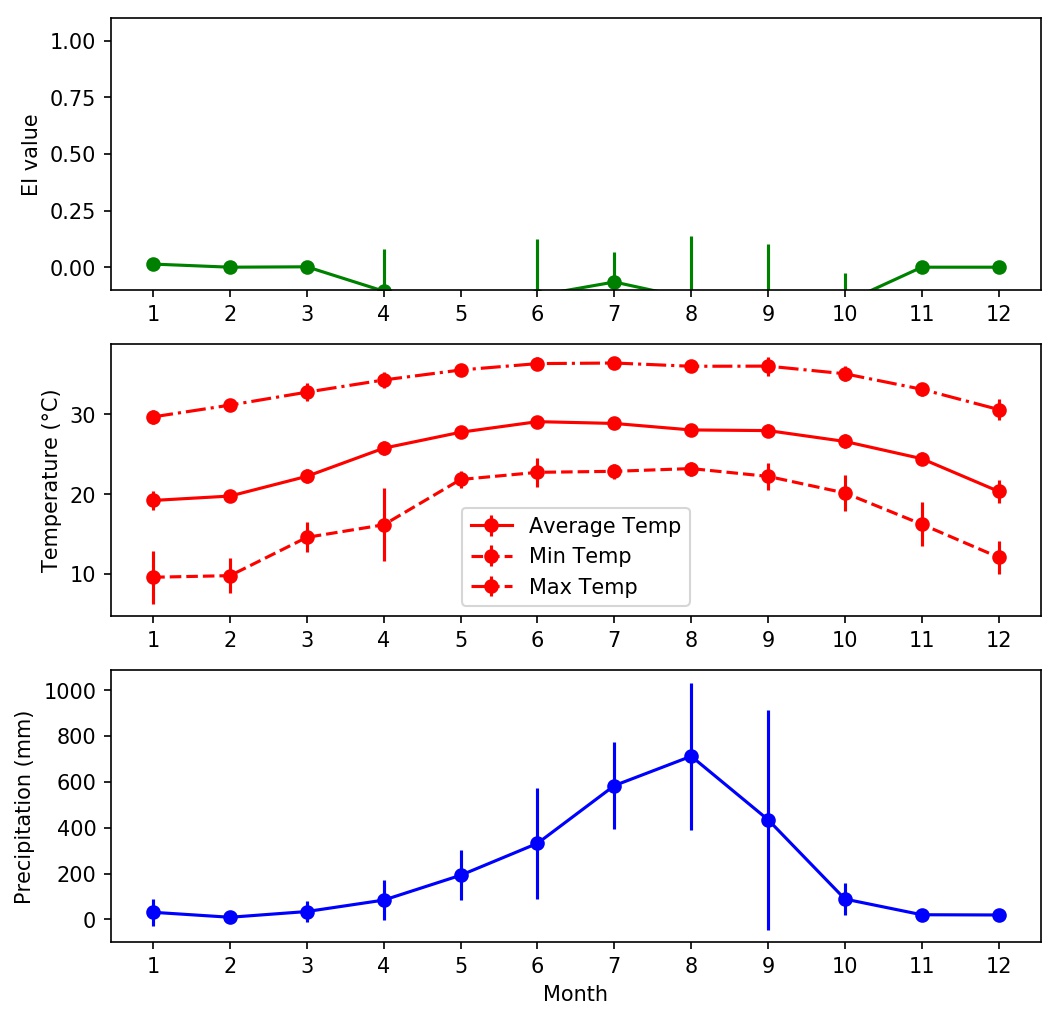 EI value
1.00
0.75
0.50
0.25
0.00
1 2 3 4 5 6 7 8 9 10 11 12
Temperature (°C)
30
20
10
Average Temp
Min Temp
Max Temp
1 2 3 4 5 6 7 8 9 10 11 12
Precipitation (mm)
1000
800
600
400
200
0
1 2 3 4 5 6 7 8 9 10 11 12
Month